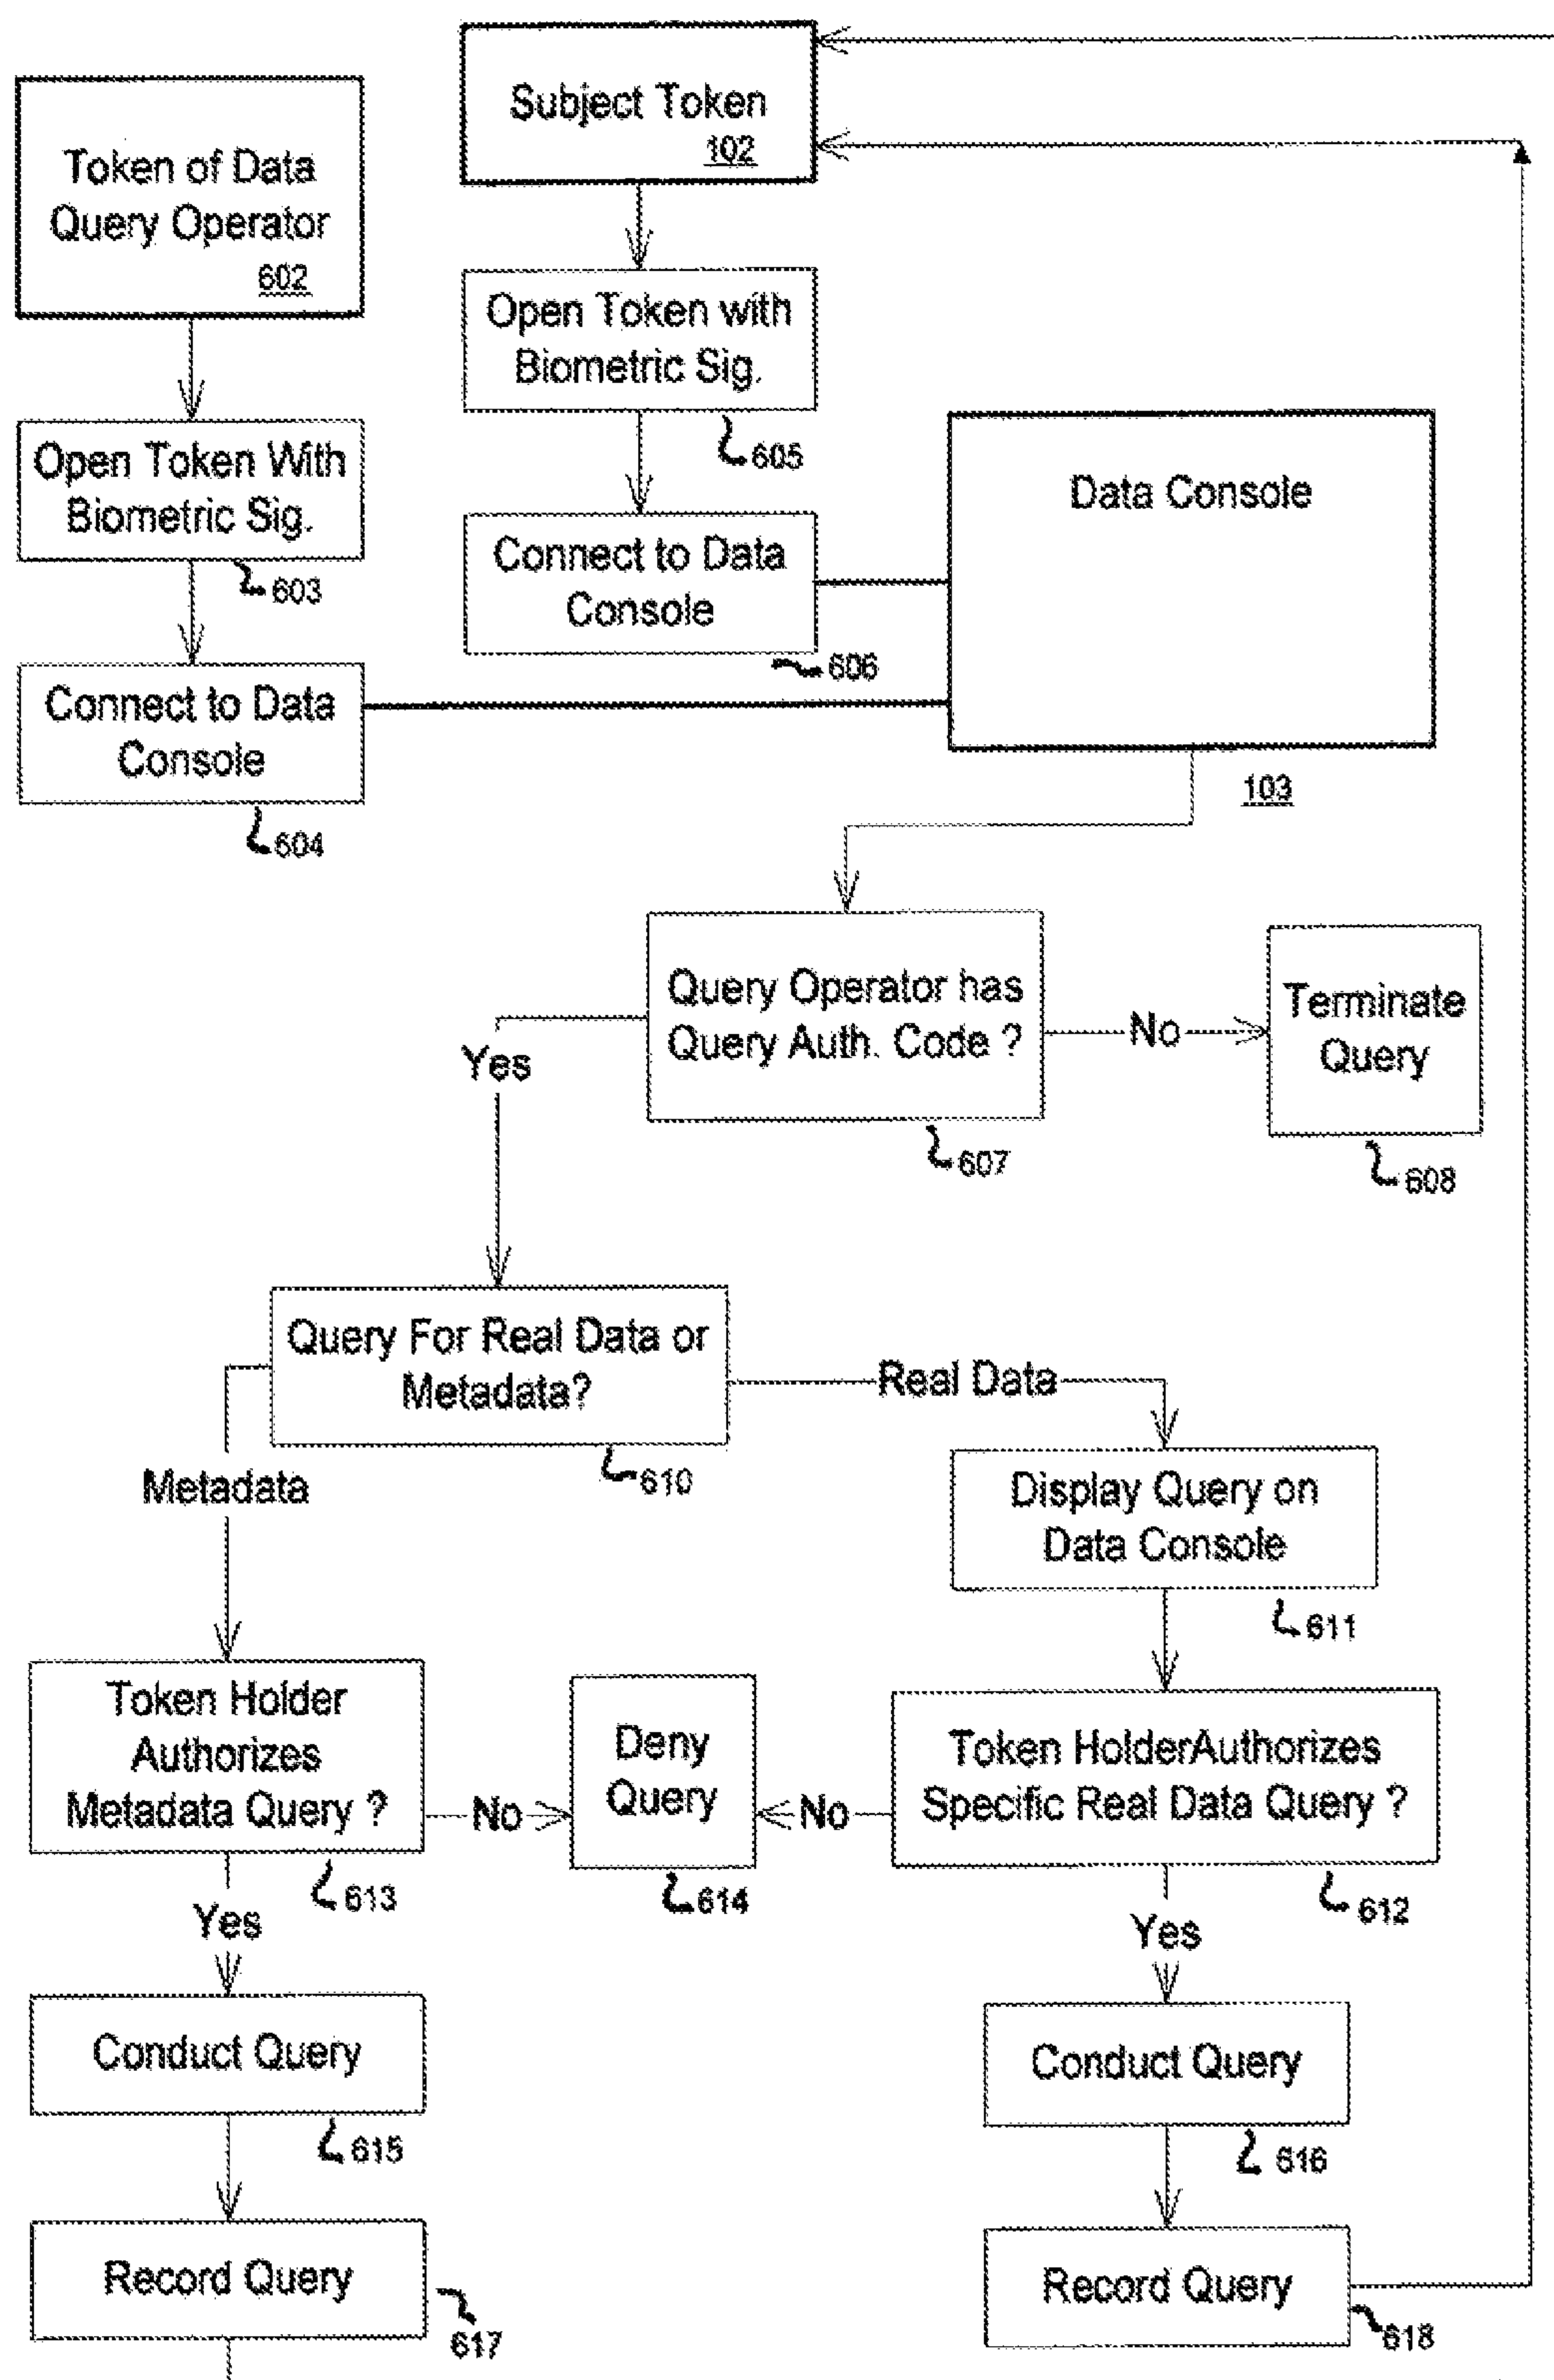 Subject Token
102
Token of Data
Query Operator
602
Open Token with
Biometric Sig.
605
Open Token With
Biometric Sig.
603
Data Console
103
Connect to Data
Console
606
Connect to Data
Console
604
Query Operator has
Query Auth. Code ?
607
No
Terminate
Query
608
Yes
Query For Real Data or
Metadata?
610
Real Data
Metadata
Display Query on
Data Console
611
Token Holder
Authorizes
Metadata Query ?
613
No
Deny
Query
614
No
Token HolderAuthorizes
Specific Real Data Query ?
612
Yes
Yes
Conduct Query
615
Conduct Query
616
Record Query
617
Record Query
618